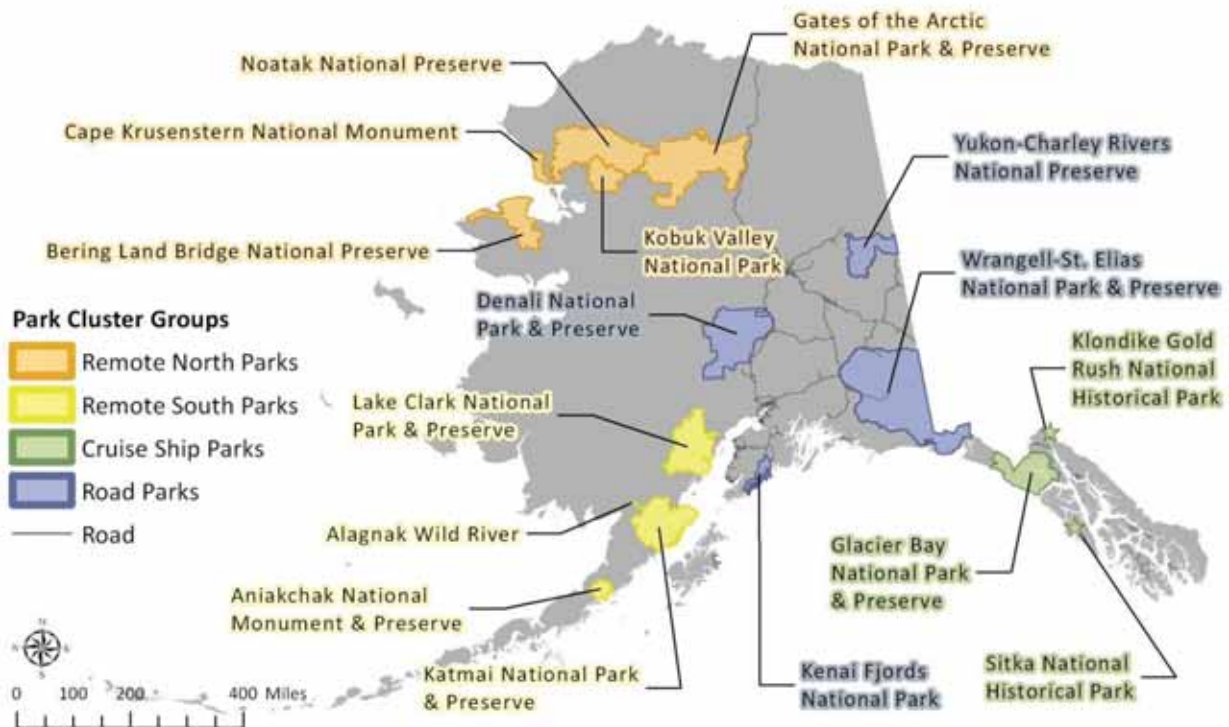 Gates of the Arctic
National Park & Preserve
Noatak National Preserve
Cape Krusenstern National Monument
Yukon-Charley Rivers
National Preserve
Bering Land Bridge National Preserve
Kobuk Valley
National Park
Wrangell-St. Elias
National Park & Preserve
Denali National
Park & Preserve
Park Cluster Groups
Remote North Parks
Remote South Parks
Cruise Ship Parks
Road Parks
Road
Klondike Gold
Rush National
Historical Park
Lake Clark National
Park & Preserve
Alagnak Wild River
Glacier Bay
National Park
& Preserve
Aniakchak National
Monument & Preserve
Katmai National Park
& Preserve
Kenai Fjords
National Park
Sitka National
Historical Park
N
S
0 100 200 400 Miles